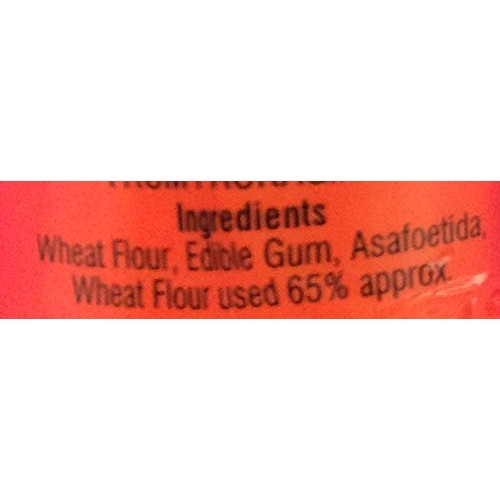 Ingredients
Wheat Flour, Edible Gum, Asafoetida,
Wheat Flour used 65% approx.